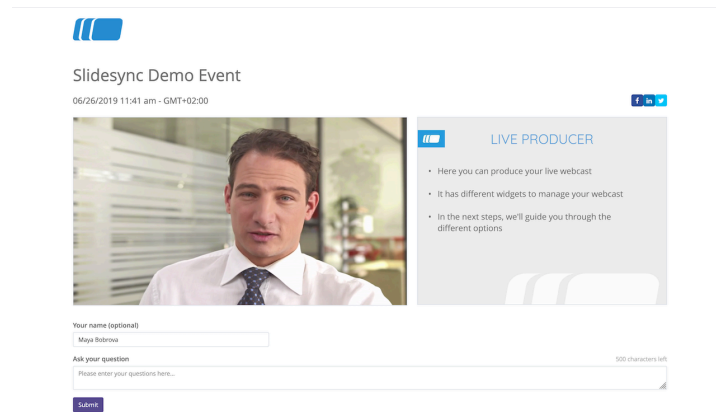 Slidesync Demo Event
06/26/2019 11:41 am - GMT+02:00
f in
LIVE PRODUCER
• Here you can produce your live webcast
• It has different widgets to manage your webcast
• In the next steps, we'll guide you through the
different options
Your name (optional)
Maya Bobrova
Ask your question
500 characters left
Please enter your questions here...
Submit